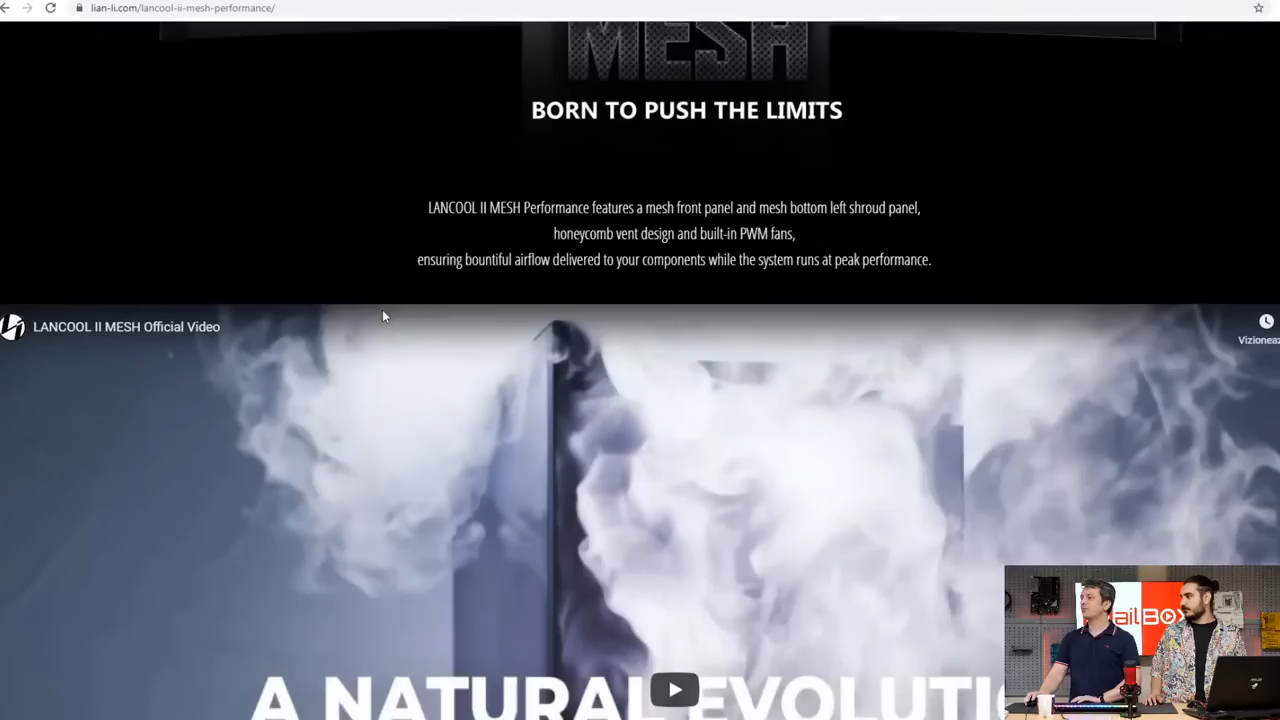 lian-li.com/lancool-ii-mesh-performance/
MESH
BORN TO PUSH THE LIMITS
LANCOOL II MESH Performance features a mesh front panel and mesh bottom left shroud panel,
honeycomb vent design and built-in PWM fans,
ensuring bountiful airflow delivered to your components while the system runs at peak performance.
LANCOOL II MESH Official Video
Vizioneaz
A NATURAL EVOLUTI
ailBOX